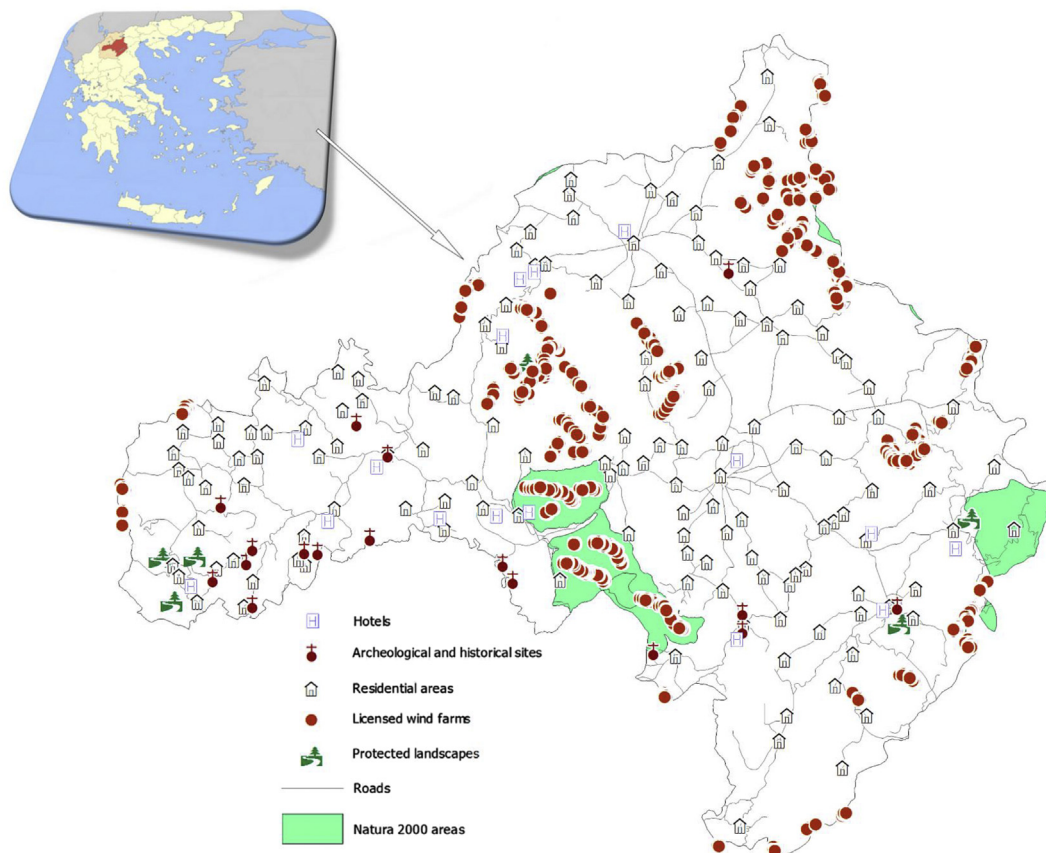 Hotels
Archeological and historical sites
Residential areas
Licensed wind farms
Protected landscapes
Roads
Natura 2000 areas